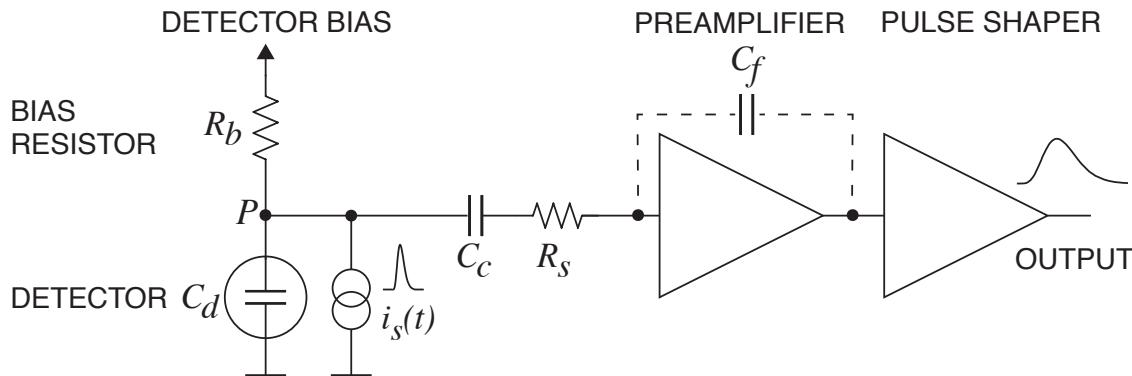 DETECTOR BIAS
PREAMPLIFIER
PULSE SHAPER
C_f
BIAS
RESISTOR
R_b
P
C_c
R_s
OUTPUT
DETECTOR
C_d
i_s(t)